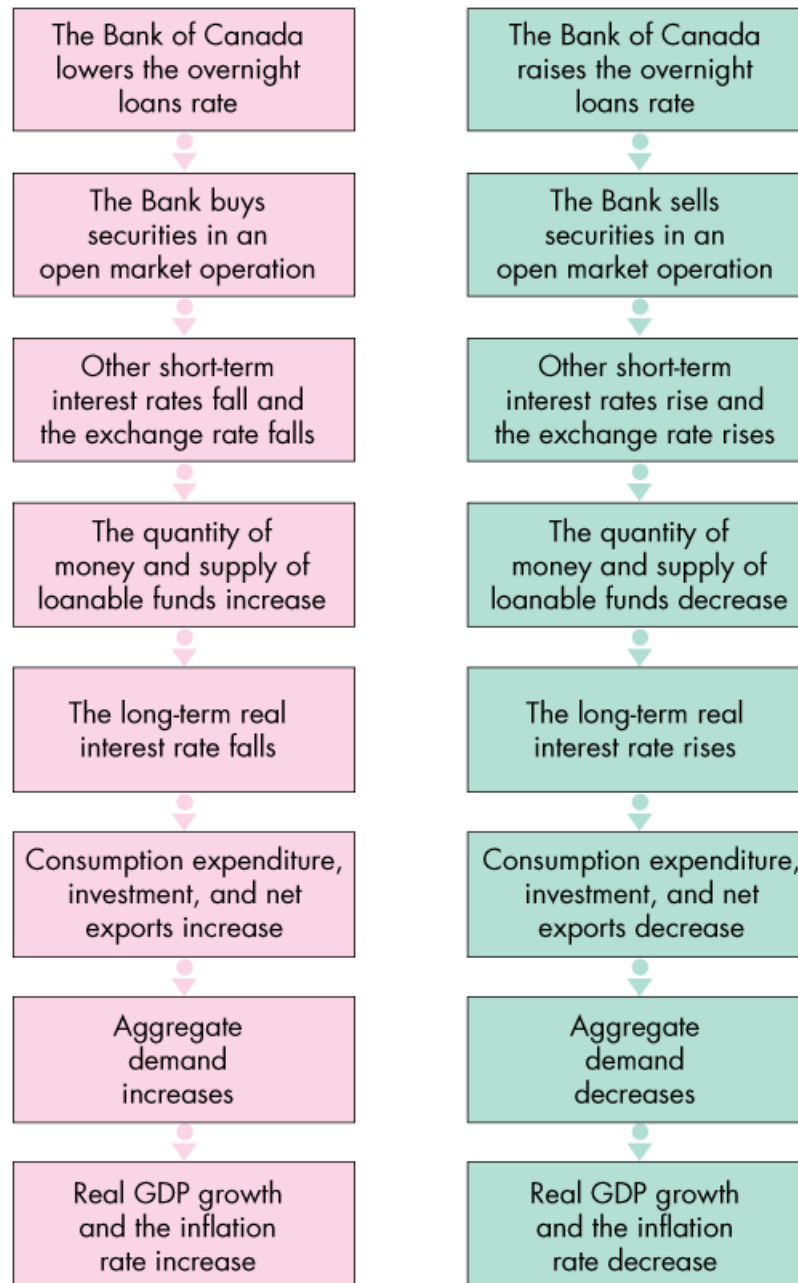 The Bank of Canada
lowers the overnight
loans rate
The Bank buys
securities in an
open market operation
Other short-term
interest rates fall and
the exchange rate falls
The quantity of
money and supply of
loanable funds increase
The long-term real
interest rate falls
Consumption expenditure,
investment, and net
exports increase
Aggregate
demand
increases
Real GDP growth
and the inflation
rate increase
The Bank of Canada
raises the overnight
loans rate
The Bank sells
securities in an
open market operation
Other short-term
interest rates rise and
the exchange rate rises
The quantity of
money and supply of
loanable funds decrease
The long-term real
interest rate rises
Consumption expenditure,
investment, and net
exports decrease
Aggregate
demand
decreases
Real GDP growth
and the inflation
rate decrease